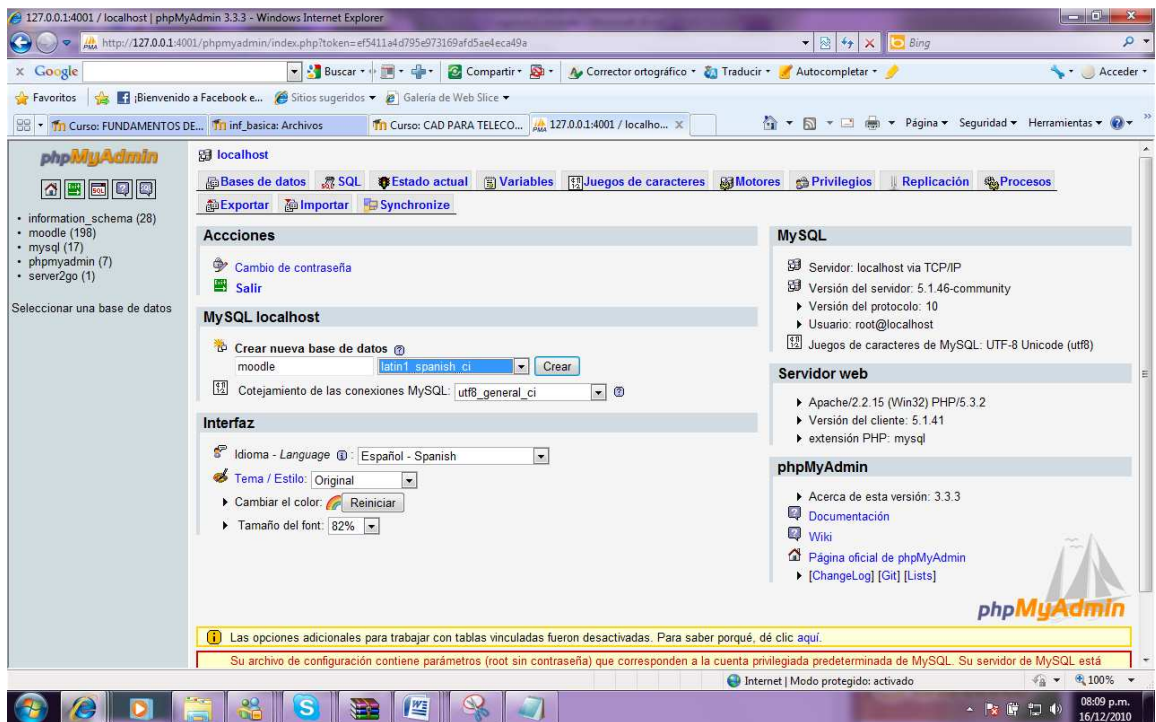 127.0.0.1:4001 / localhost | phpMyAdmin 3.3.3 - Windows Internet Explorer
http://127.0.0.1:4001/phpmyadmin/index.php?token=ef5411a4d795e973169afd5ae4eca49a
Bing
x Google Buscar Compartir Corrector ortográfico Traducir Autocompletar Acceder
Favoritos ¡Bienvenido a Facebook e... Sitios sugeridos Galería de Web Slice
Curso: FUNDAMENTOS DE... inf_basica: Archivos Curso: CAD PARA TELECO... 127.0.0.1:4001 / localho... X Página Seguridad Herramientas
phpMyAdmin
information_schema (28)
moodle (198)
mysql (17)
phpmyadmin (7)
server2go (1)
Seleccionar una base de datos
localhost
Bases de datos SQL Estado actual Variables Juegos de caracteres Motores Privilegios Replicación Procesos
Exportar Importar Synchronize
Accciones
Cambio de contraseña
Salir
MySQL localhost
Crear nueva base de datos
moodle latin1_spanish_ci Crear
Cotejamiento de las conexiones MySQL: utf8_general_ci
Interfaz
Idioma - Language : Español - Spanish
Tema / Estilo: Original
Cambiar el color: Reiniciar
Tamaño del font: 82%
MySQL
Servidor: localhost via TCP/IP
Versión del servidor: 5.1.46-community
Versión del protocolo: 10
Usuario: root@localhost
Juegos de caracteres de MySQL: UTF-8 Unicode (utf8)
Servidor web
Apache/2.2.15 (Win32) PHP/5.3.2
Versión del cliente: 5.1.41
extensión PHP: mysql
phpMyAdmin
Acerca de esta versión: 3.3.3
Documentación
Wiki
Página oficial de phpMyAdmin
[ChangeLog] [Git] [Lists]
phpMyAdmin
Las opciones adicionales para trabajar con tablas vinculadas fueron desactivadas. Para saber porqué, dé clic aquí.
Su archivo de configuración contiene parámetros (root sin contraseña) que corresponden a la cuenta privilegiada predeterminada de MySQL. Su servidor de MySQL está
Internet | Modo protegido: activado 100%
08:09 p.m.
16/12/2010